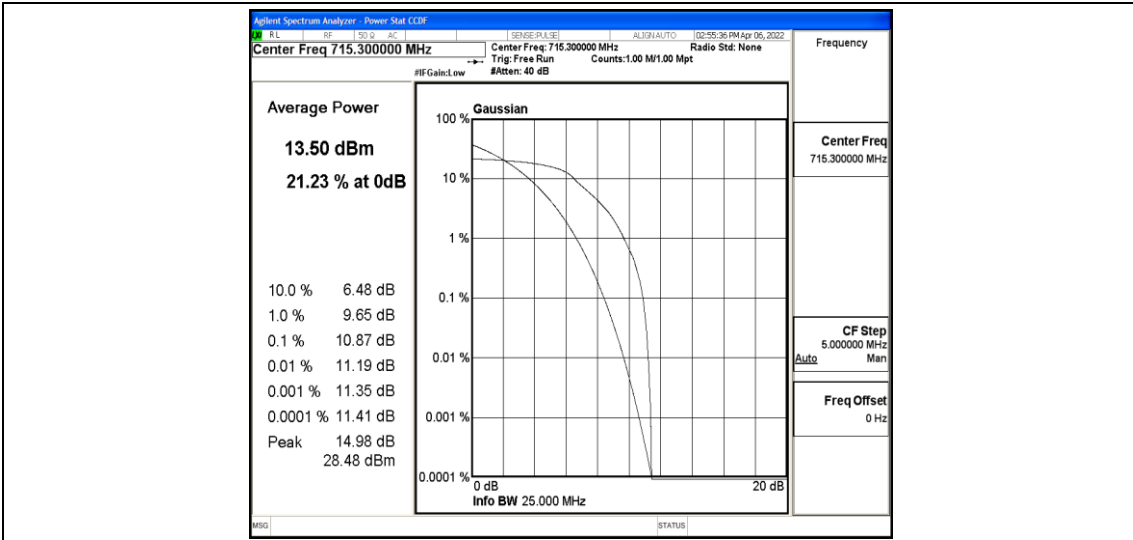 Agilent Spectrum Analyzer - Power Stat CCDF
RL RF 50 Ω AC SENSE:PULSE ALIGN AUTO 02:55:36 PM Apr 06, 2022
Center Freq 715.300000 MHz
Center Freq: 715.300000 MHz Radio Std: None
Trig: Free Run Counts:1.00 M/1.00 Mpt
#IFGain:Low #Atten: 40 dB
Frequency
Average Power
13.50 dBm
21.23 % at 0dB
10.0 % 6.48 dB
1.0 % 9.65 dB
0.1 % 10.87 dB
0.01 % 11.19 dB
0.001 % 11.35 dB
0.0001 % 11.41 dB
Peak 14.98 dB
28.48 dBm
Gaussian
100 %
10 %
1 %
0.1 %
0.01 %
0.001 %
0.0001 %
0 dB 20 dB
Info BW 25.000 MHz
Center Freq
715.300000 MHz
CF Step
5.000000 MHz
Auto Man
Freq Offset
0 Hz
MSG STATUS